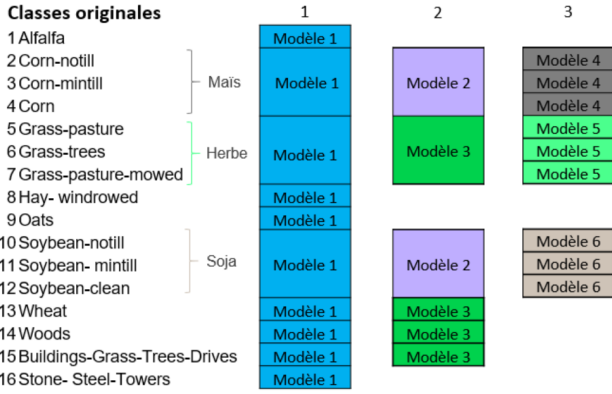 Classes originales 1 2 3
1 Alfalfa Modèle 1
2 Corn-notill Modèle 4
3 Corn-mintill Maïs Modèle 1 Modèle 2 Modèle 4
4 Corn Modèle 4
5 Grass-pasture Modèle 5
6 Grass-trees Herbe Modèle 1 Modèle 3 Modèle 5
7 Grass-pasture-mowed Modèle 5
8 Hay- windrowed Modèle 1
9 Oats Modèle 1
10 Soybean-notill Modèle 6
11 Soybean- mintill Soja Modèle 1 Modèle 2 Modèle 6
12 Soybean-clean Modèle 6
13 Wheat Modèle 1 Modèle 3
14 Woods Modèle 1 Modèle 3
15 Buildings-Grass-Trees-Drives Modèle 1 Modèle 3
16 Stone- Steel-Towers Modèle 1